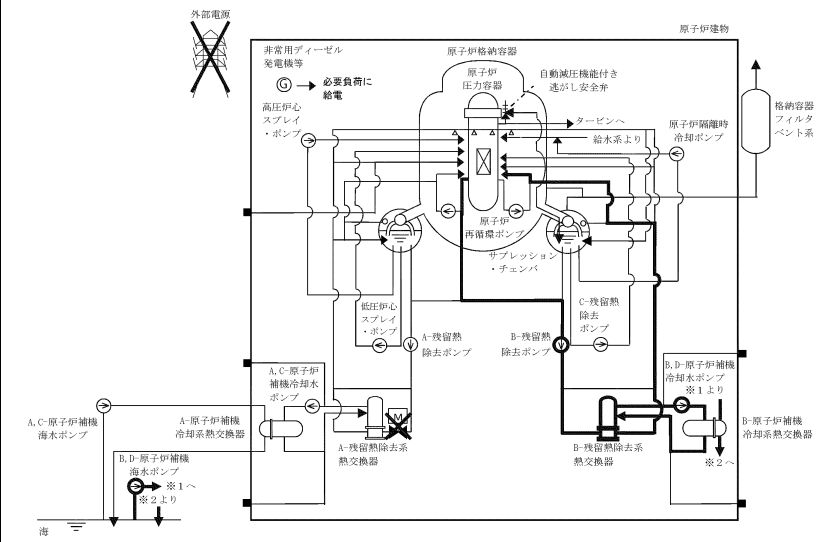 外部電源
原子炉建物
非常用ディーゼル
発電機等
G
必要負荷に
給電
原子炉格納容器
原子炉
圧力容器
自動減圧機能付き
逃がし安全弁
高圧炉心
スプレイ
・ポンプ
タービンへ
給水系より
原子炉隔離時
冷却ポンプ
格納容器
フィルタ
ベント系
原子炉
再循環ポンプ
サプレッション
・チェンバ
低圧炉心
スプレイ
・ポンプ
A-残留熱
除去ポンプ
B-残留熱
除去ポンプ
C-残留熱
除去
ポンプ
A,C-原子炉
補機冷却水
ポンプ
B,D-原子炉補機
冷却水ポンプ
※1より
A,C-原子炉補機
海水ポンプ
A-原子炉補機
冷却系熱交換器
M
A-残留熱除去系
熱交換器
B-残留熱除去系
熱交換器
B-原子炉補機
冷却系熱交換器
※2へ
B,D-原子炉補機
海水ポンプ
※1へ
※2より
海